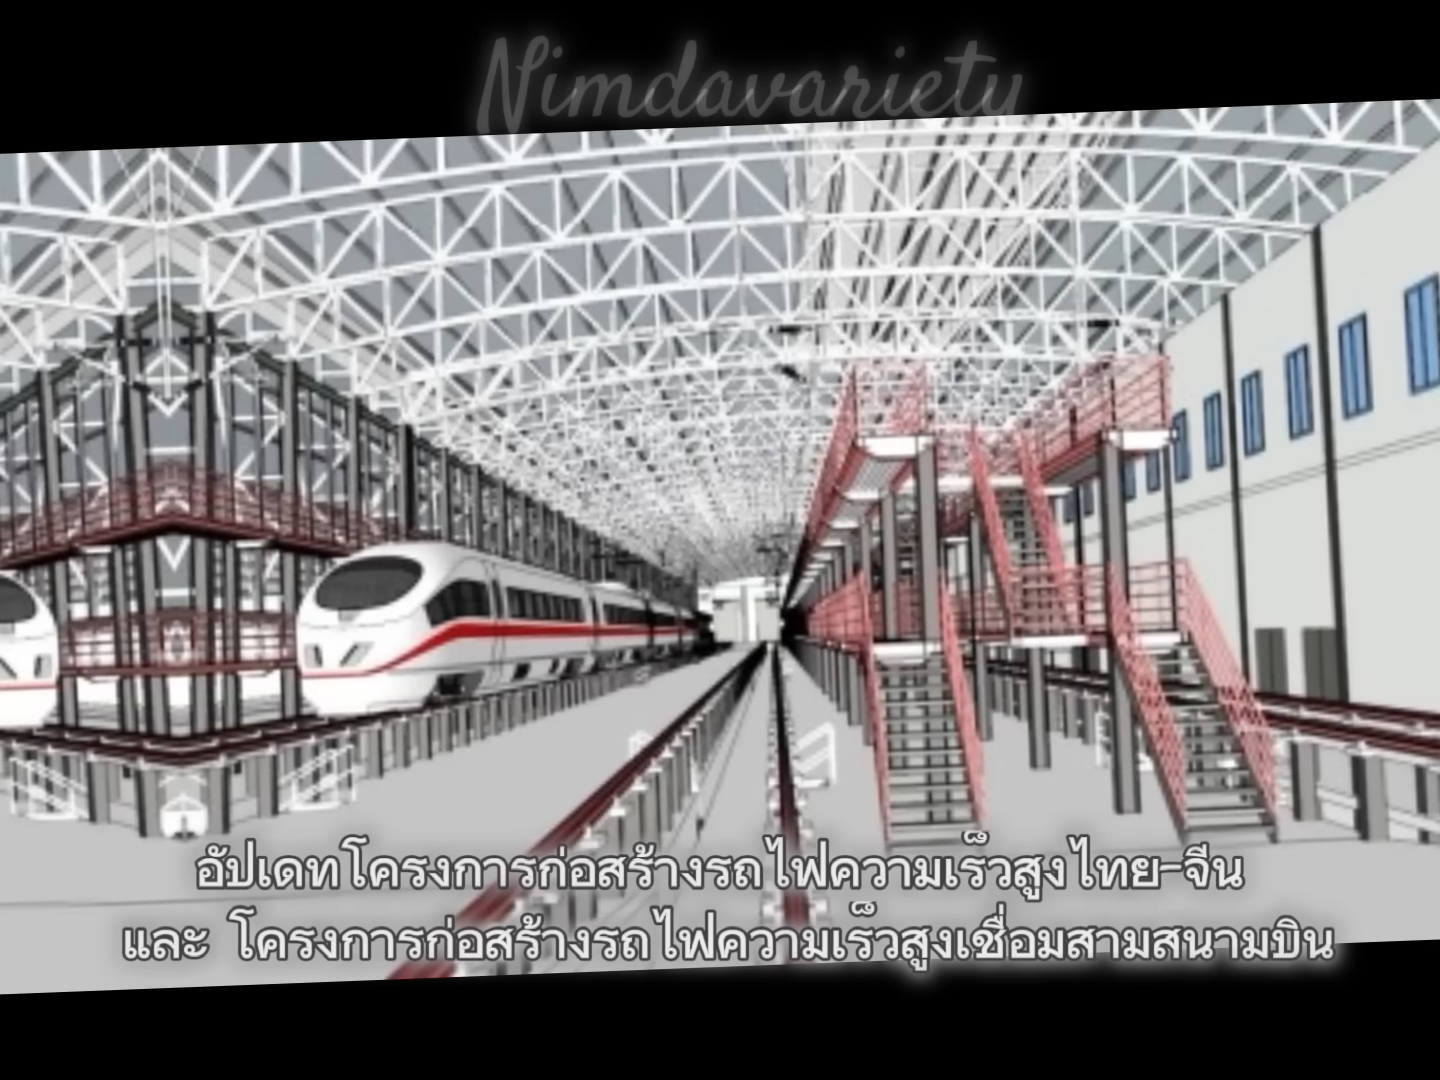 Nimdavariety
อัปเดทโครงการก่อสร้างรถไฟความเร็วสูงไทย-จีน
และ โครงการก่อสร้างรถไฟความเร็วสูงเชื่อมสามสนามบิน